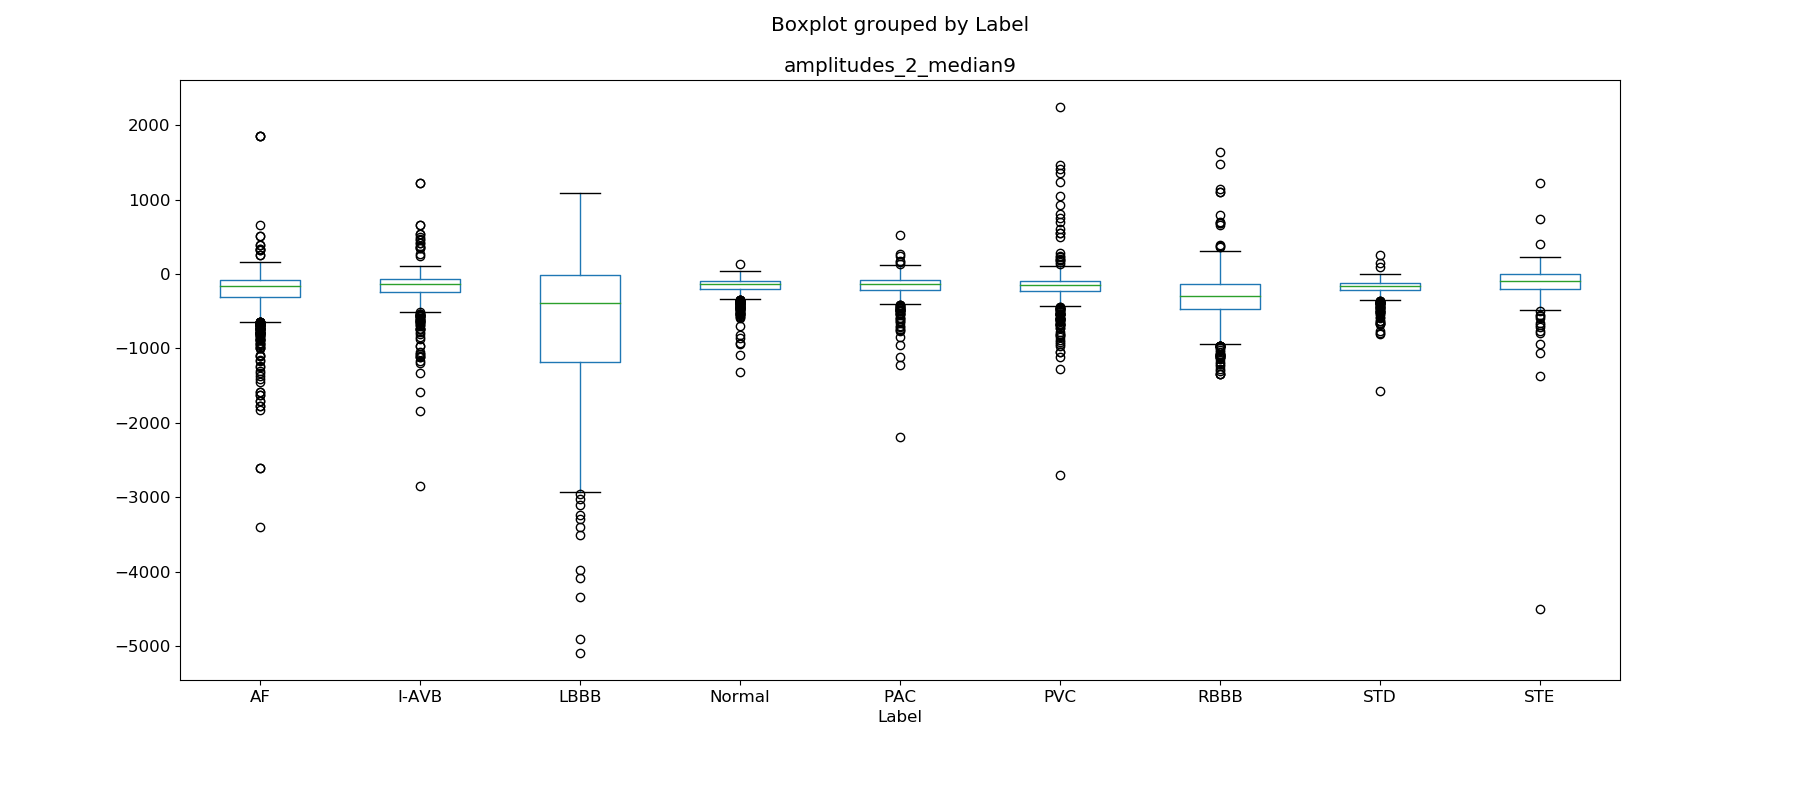 Boxplot grouped by Label
amplitudes_2_median9
2000
1000
0
−1000
−2000
−3000
−4000
−5000
AF I-AVB LBBB Normal PAC PVC RBBB STD STE
Label